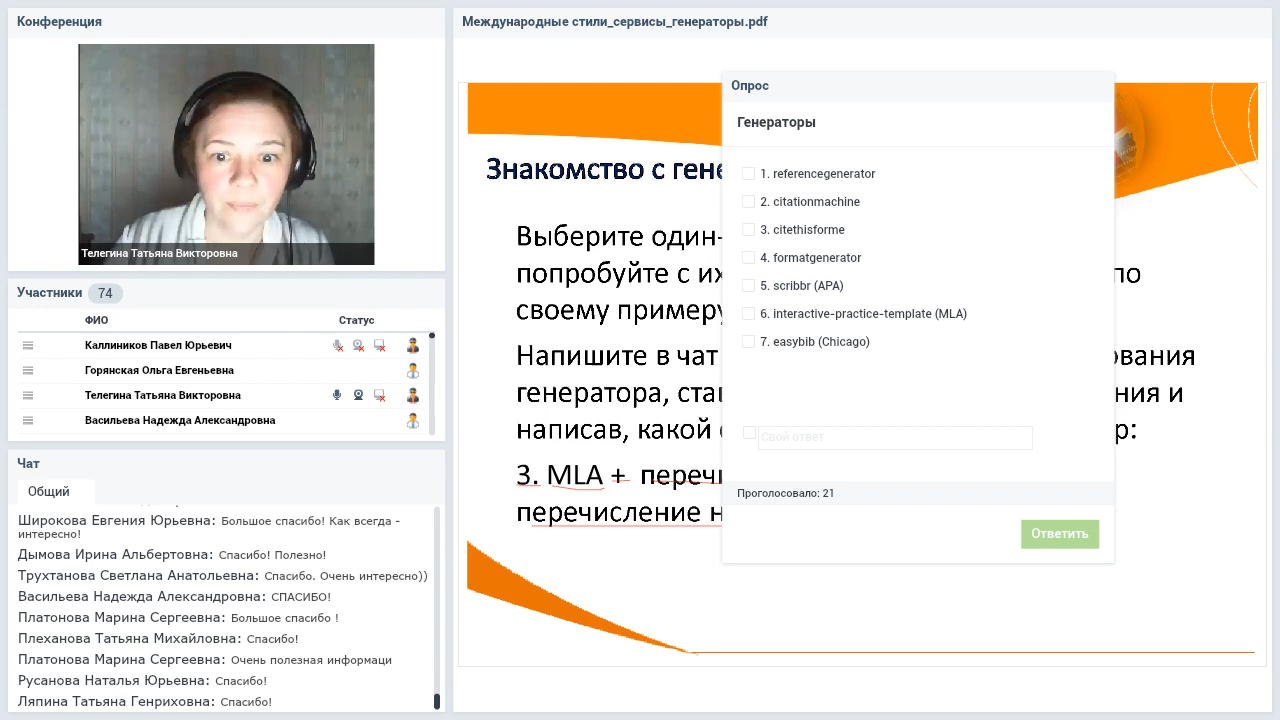 Конференция
Телегина Татьяна Викторовна
Участники 74
ФИО Статус
Каллиников Павел Юрьевич
Горянская Ольга Евгеньевна
Телегина Татьяна Викторовна
Васильева Надежда Александровна
Чат
Общий
Широкова Евгения Юрьевна: Большое спасибо! Как всегда -
интересно!
Дымова Ирина Альбертовна: Спасибо! Полезно!
Трухтанова Светлана Анатольевна: Спасибо. Очень интересно))
Васильева Надежда Александровна: СПАСИБО!
Платонова Марина Сергеевна: Большое спасибо !
Плеханова Татьяна Михайловна: Спасибо!
Платонова Марина Сергеевна: Очень полезная информаци
Русанова Наталья Юрьевна: Спасибо!
Ляпина Татьяна Генриховна: Спасибо!
Международные стили_сервисы_генераторы.pdf
Знакомство с гене
Выберите один-
попробуйте с их по
своему примеру
Напишите в чат ования
генератора, став ния и
написав, какой р:
3. MLA + перечи
перечисление н
Опрос
Генераторы
1. referencegenerator
2. citationmachine
3. citethisforme
4. formatgenerator
5. scribbr (APA)
6. interactive-practice-template (MLA)
7. easybib (Chicago)
Свой ответ
Проголосовало: 21
Ответить